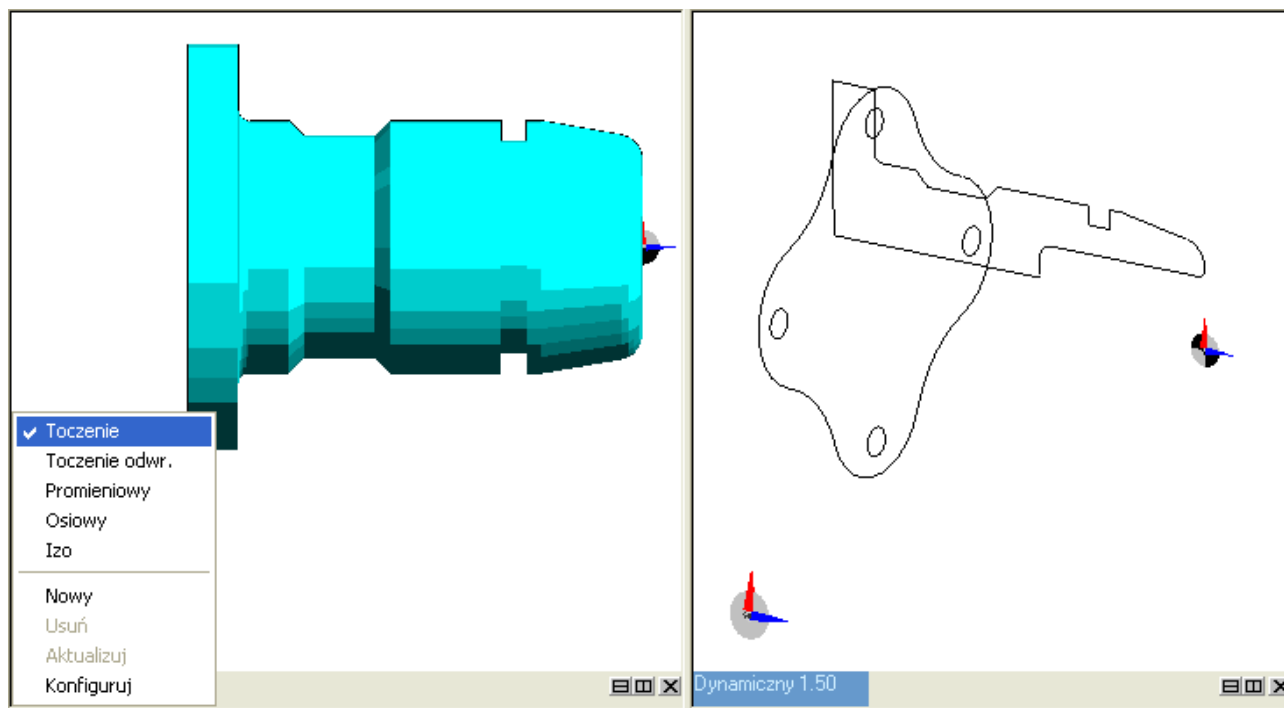 Toczenie
Toczenie odwr.
Promieniowy
Osiowy
Izo
Nowy
Usuń
Aktualizuj
Konfiguruj
Dynamiczny 1.50